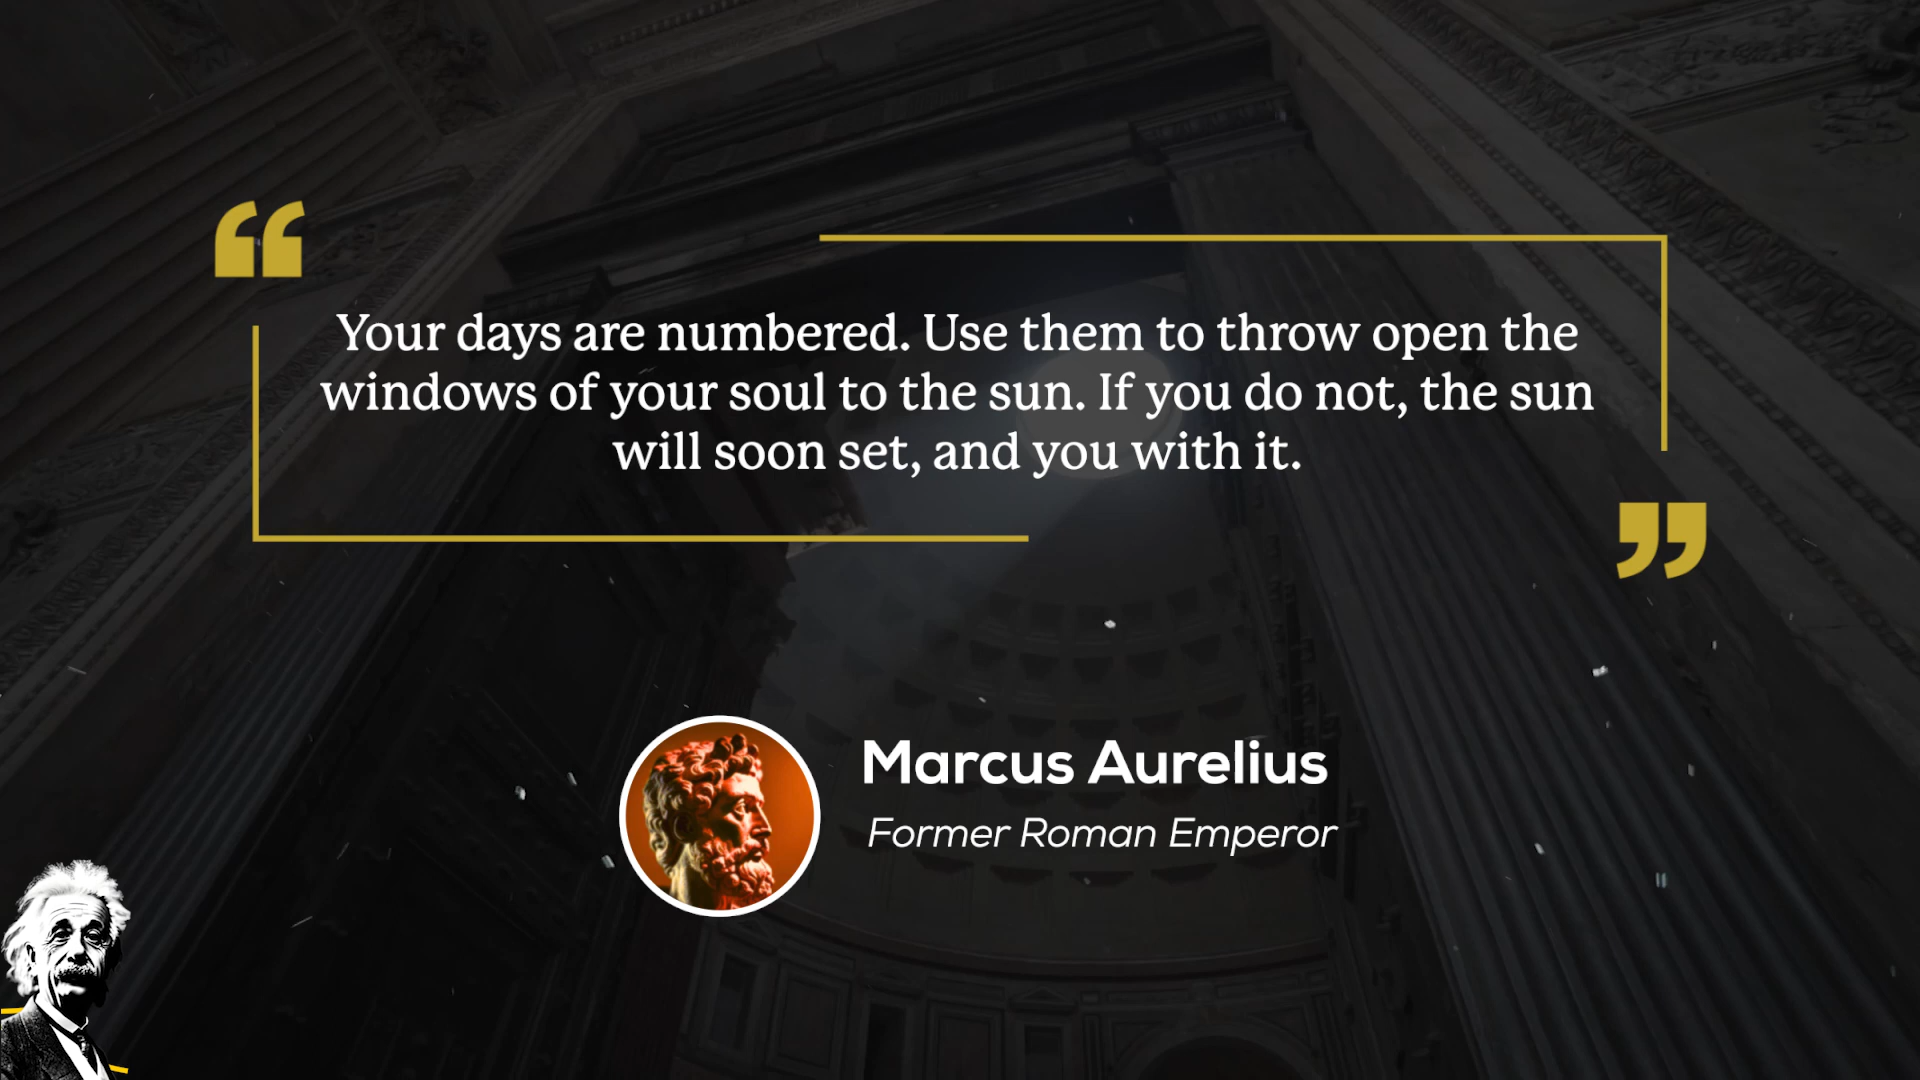 “
Your days are numbered. Use them to throw open the
windows of your soul to the sun. If you do not, the sun
will soon set, and you with it.
”
Marcus Aurelius
Former Roman Emperor